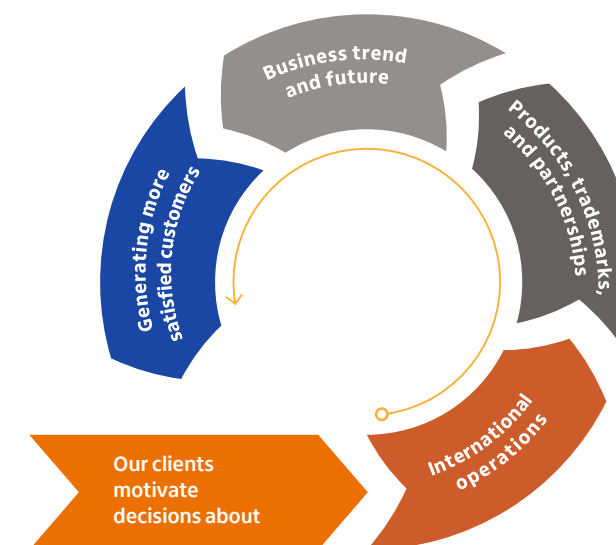 Business trend
and future
Products, trademarks,
and partnerships
Generating more
satisfied customers
International
operations
Our clients
motivate
decisions about